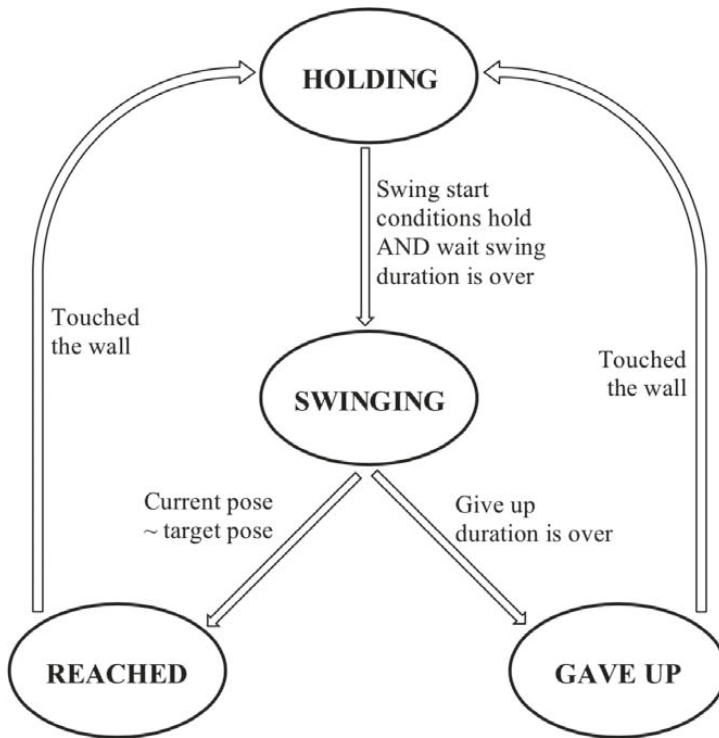 HOLDING
Swing start
conditions hold
AND wait swing
duration is over
Touched
the wall
Touched
the wall
SWINGING
Current pose
~ target pose
Give up
duration is over
REACHED
GAVE UP